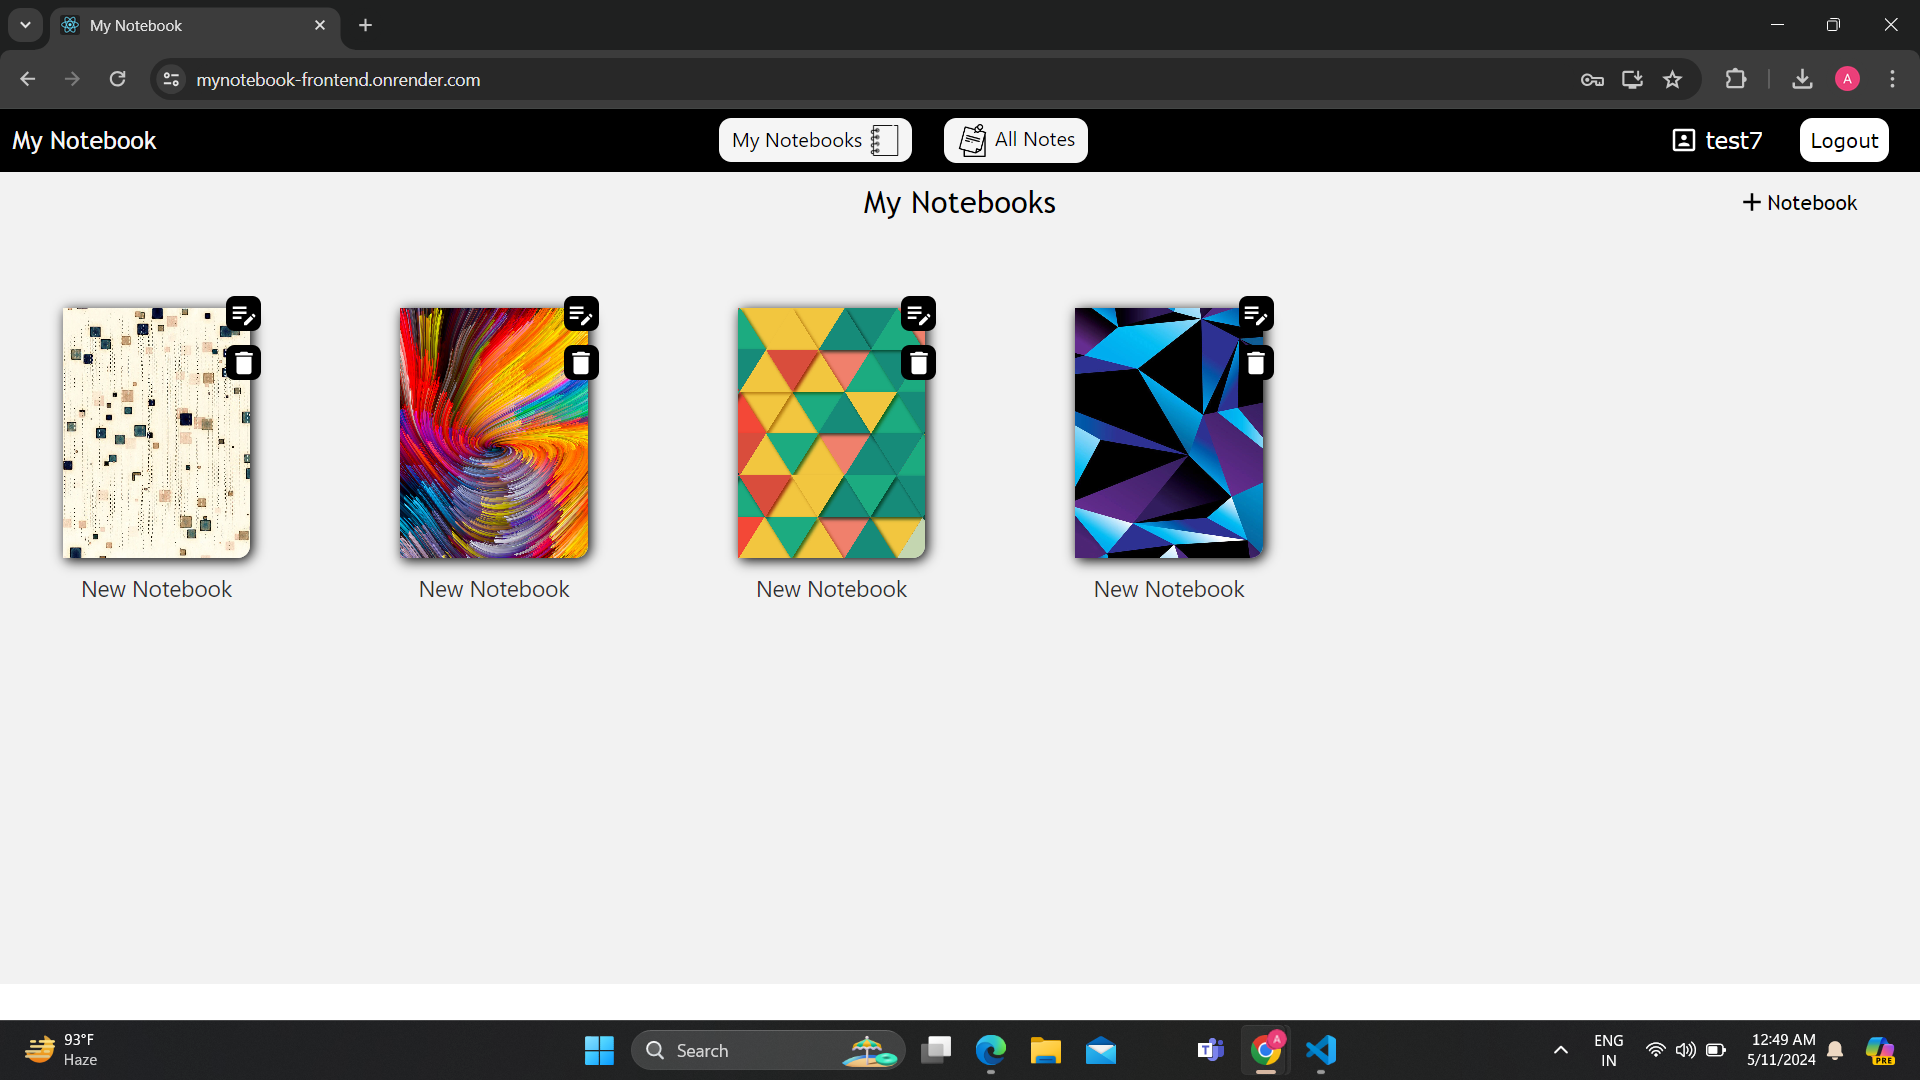 My Notebook
mynotebook-frontend.onrender.com
A
My Notebook
My Notebooks
All Notes
test7
Logout
My Notebooks
+ Notebook
New Notebook
New Notebook
New Notebook
New Notebook
93°F
Haze
Search
T
A
ENG
IN
12:49 AM
5/11/2024
PRE